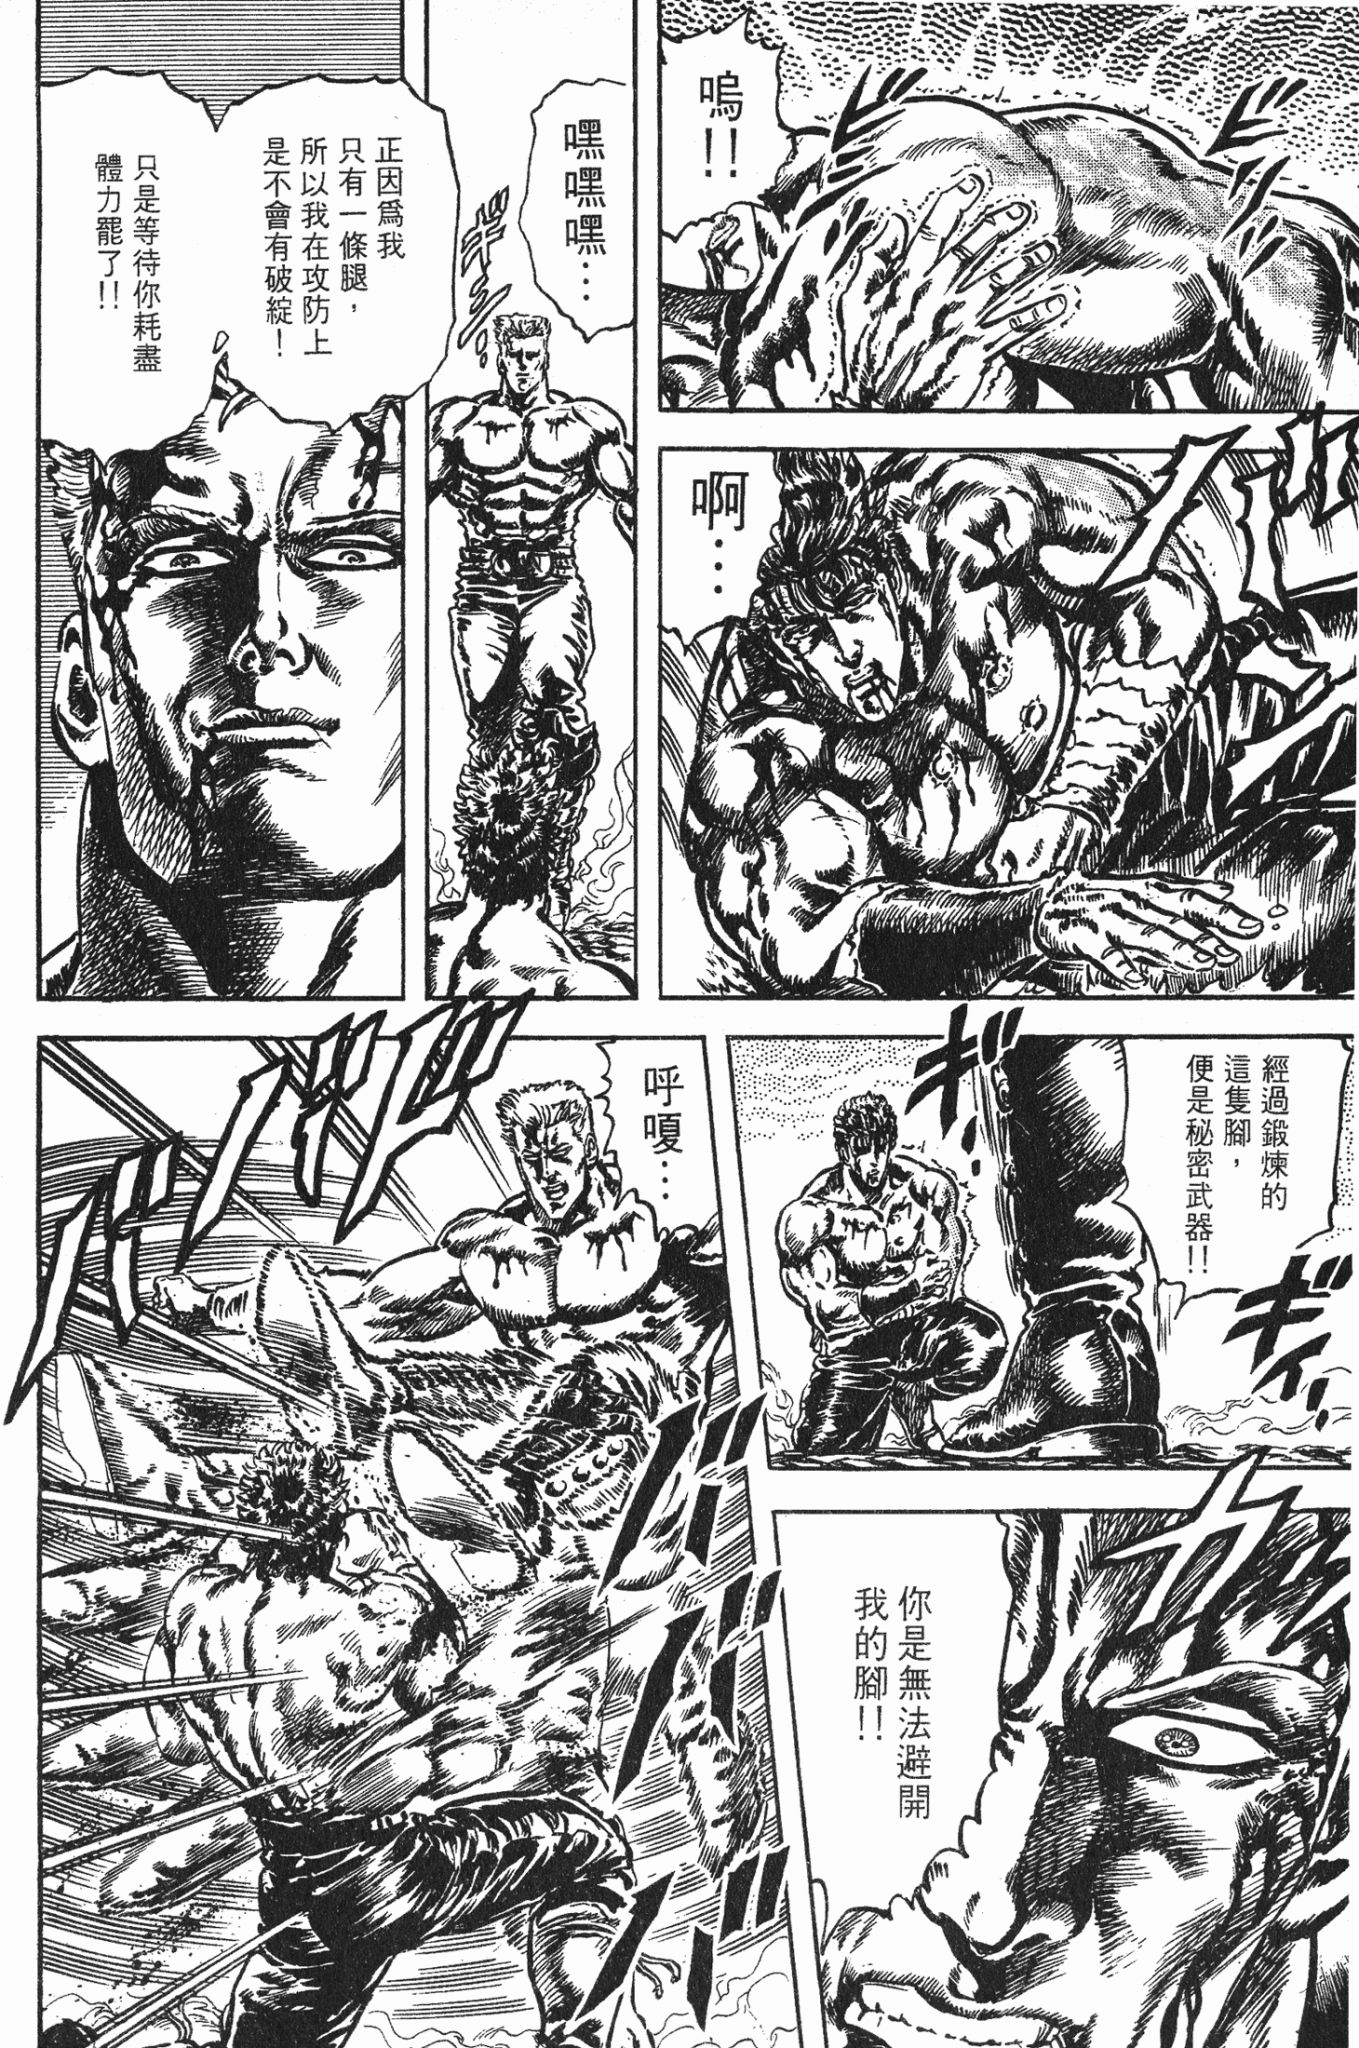 嗚!!
啊…
嘿嘿嘿…
正因爲我
只有一條腿，
所以我在攻防上
是不會有破綻！
只是等待你耗盡
體力罷了!!
經過鍛煉的
這隻腳，
便是秘密武器!!
你是無法避開
我的腳!!
呼嗄…